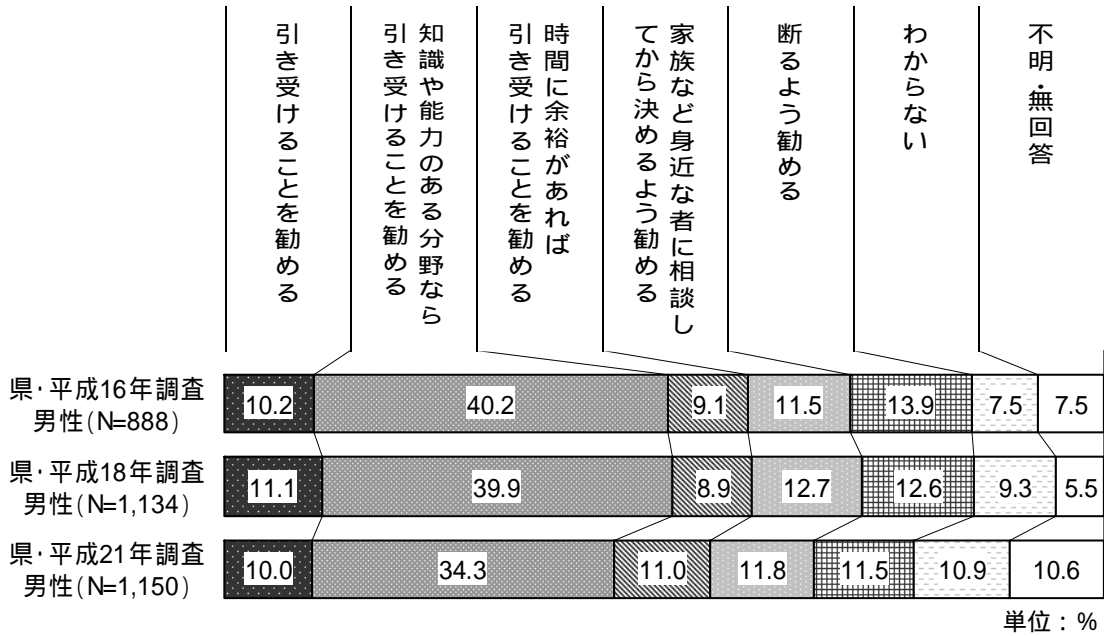 引き受けることを勧める
知識や能力のある分野なら
引き受けることを勧める
時間に余裕があれば
引き受けることを勧める
家族など身近な者に相談し
てから決めるよう勧める
断るよう勧める
わからない
不明・無回答
県・平成16年調査
男性(N=888)
10.2 40.2 9.1 11.5 13.9 7.5 7.5
県・平成18年調査
男性(N=1,134)
11.1 39.9 8.9 12.7 12.6 9.3 5.5
県・平成21年調査
男性(N=1,150)
10.0 34.3 11.0 11.8 11.5 10.9 10.6
単位：%